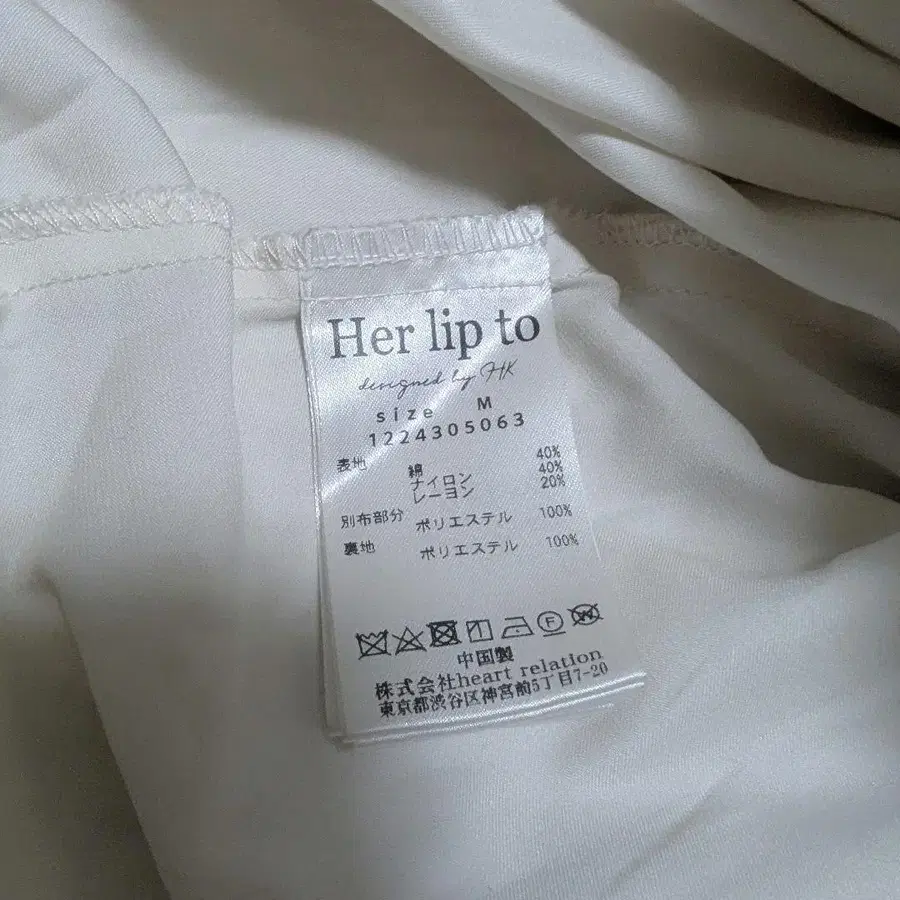 Her lip to
designed by HK
size M
1224305063
表地 綿 40%
ナイロン 40%
レーヨン 20%
別布部分 ポリエステル 100%
裏地 ポリエステル 100%
F W
中国製
株式会社heart relation
東京都渋谷区神宮前5丁目7-20